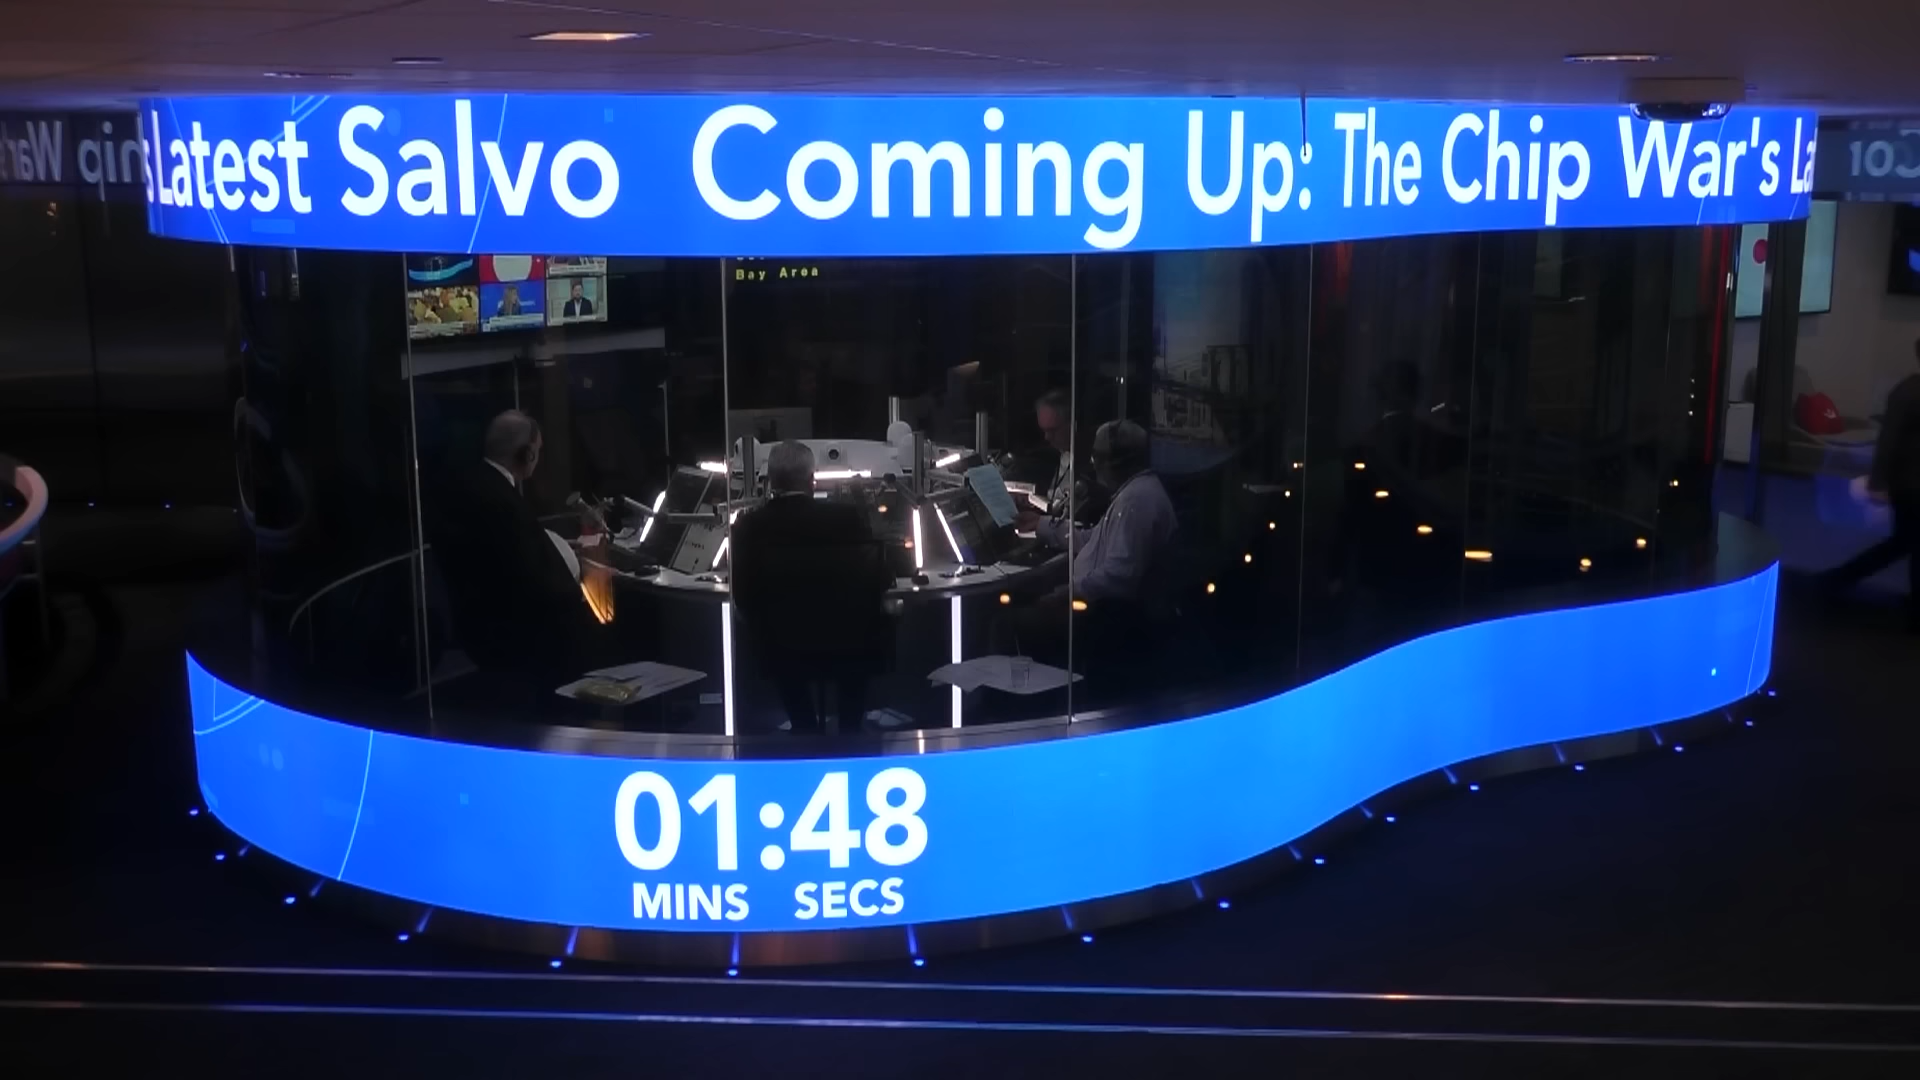 Latest Salvo Coming Up: The Chip War's La
Bay Area
01:48
MINS SECS